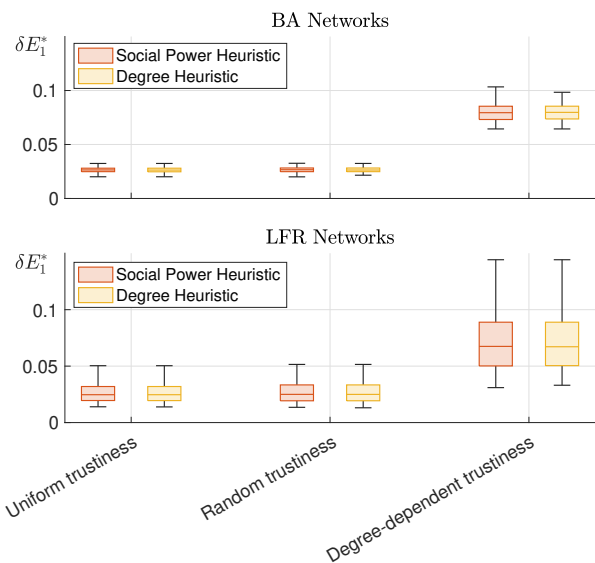 BA Networks
δE₁*
Social Power Heuristic
Degree Heuristic
0.1
0.05
0
LFR Networks
δE₁*
Social Power Heuristic
Degree Heuristic
0.1
0.05
0
Uniform trustiness
Random trustiness
Degree-dependent trustiness